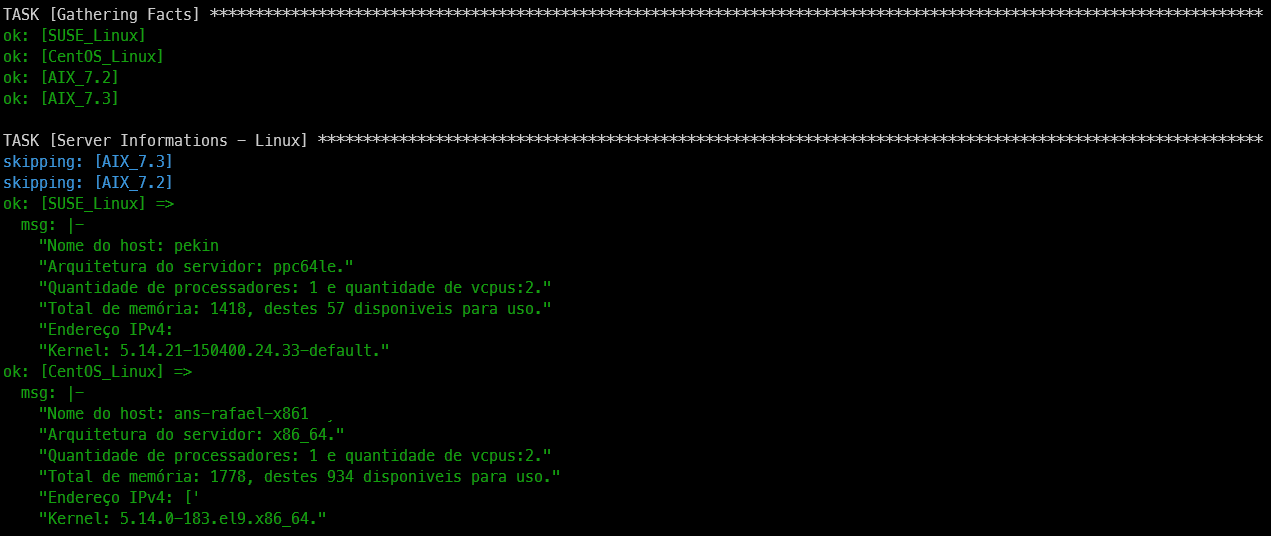 TASK [Gathering Facts] *********************************************************************************************************************
ok: [SUSE_Linux]
ok: [CentOS_Linux]
ok: [AIX_7.2]
ok: [AIX_7.3]
TASK [Server Informations - Linux] *********************************************************************************************************
skipping: [AIX_7.3]
skipping: [AIX_7.2]
ok: [SUSE_Linux] =>
msg: |-
"Nome do host: pekin
"Arquitetura do servidor: ppc64le."
"Quantidade de processadores: 1 e quantidade de vcpus:2."
"Total de memória: 1418, destes 57 disponiveis para uso."
"Endereço IPv4:
"Kernel: 5.14.21-150400.24.33-default."
ok: [CentOS_Linux] =>
msg: |-
"Nome do host: ans-rafael-x861
"Arquitetura do servidor: x86_64."
"Quantidade de processadores: 1 e quantidade de vcpus:2."
"Total de memória: 1778, destes 934 disponiveis para uso."
"Endereço IPv4: ['
"Kernel: 5.14.0-183.el9.x86_64."